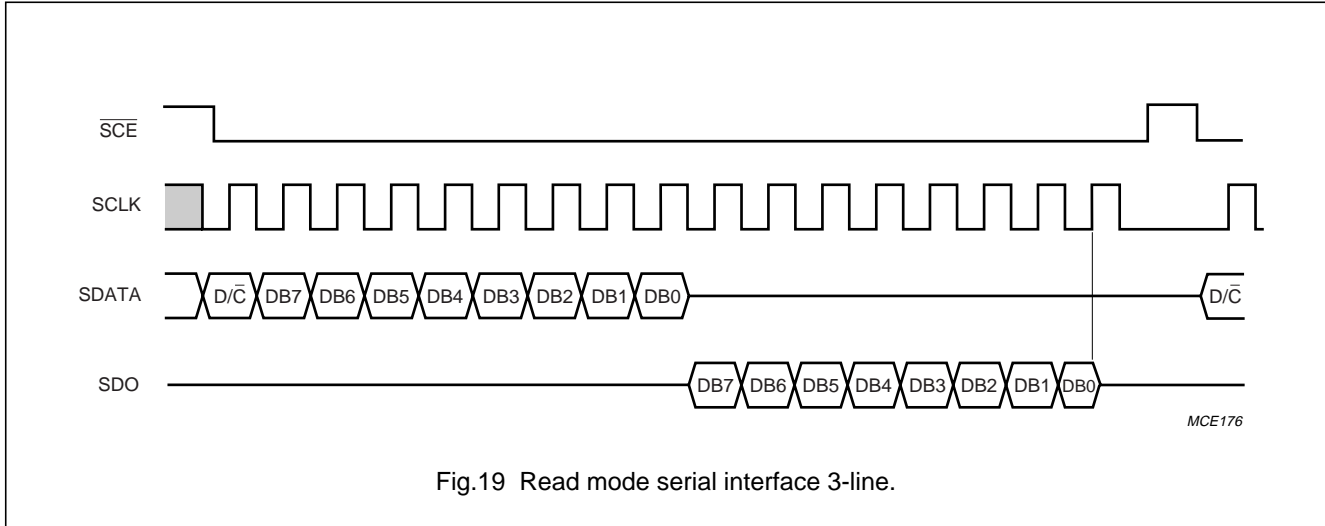 S̅C̅E̅
SCLK
SDATA D/C̅ DB7 DB6 DB5 DB4 DB3 DB2 DB1 DB0 D/C̅
SDO DB7 DB6 DB5 DB4 DB3 DB2 DB1 DB0
MCE176
Fig.19 Read mode serial interface 3-line.